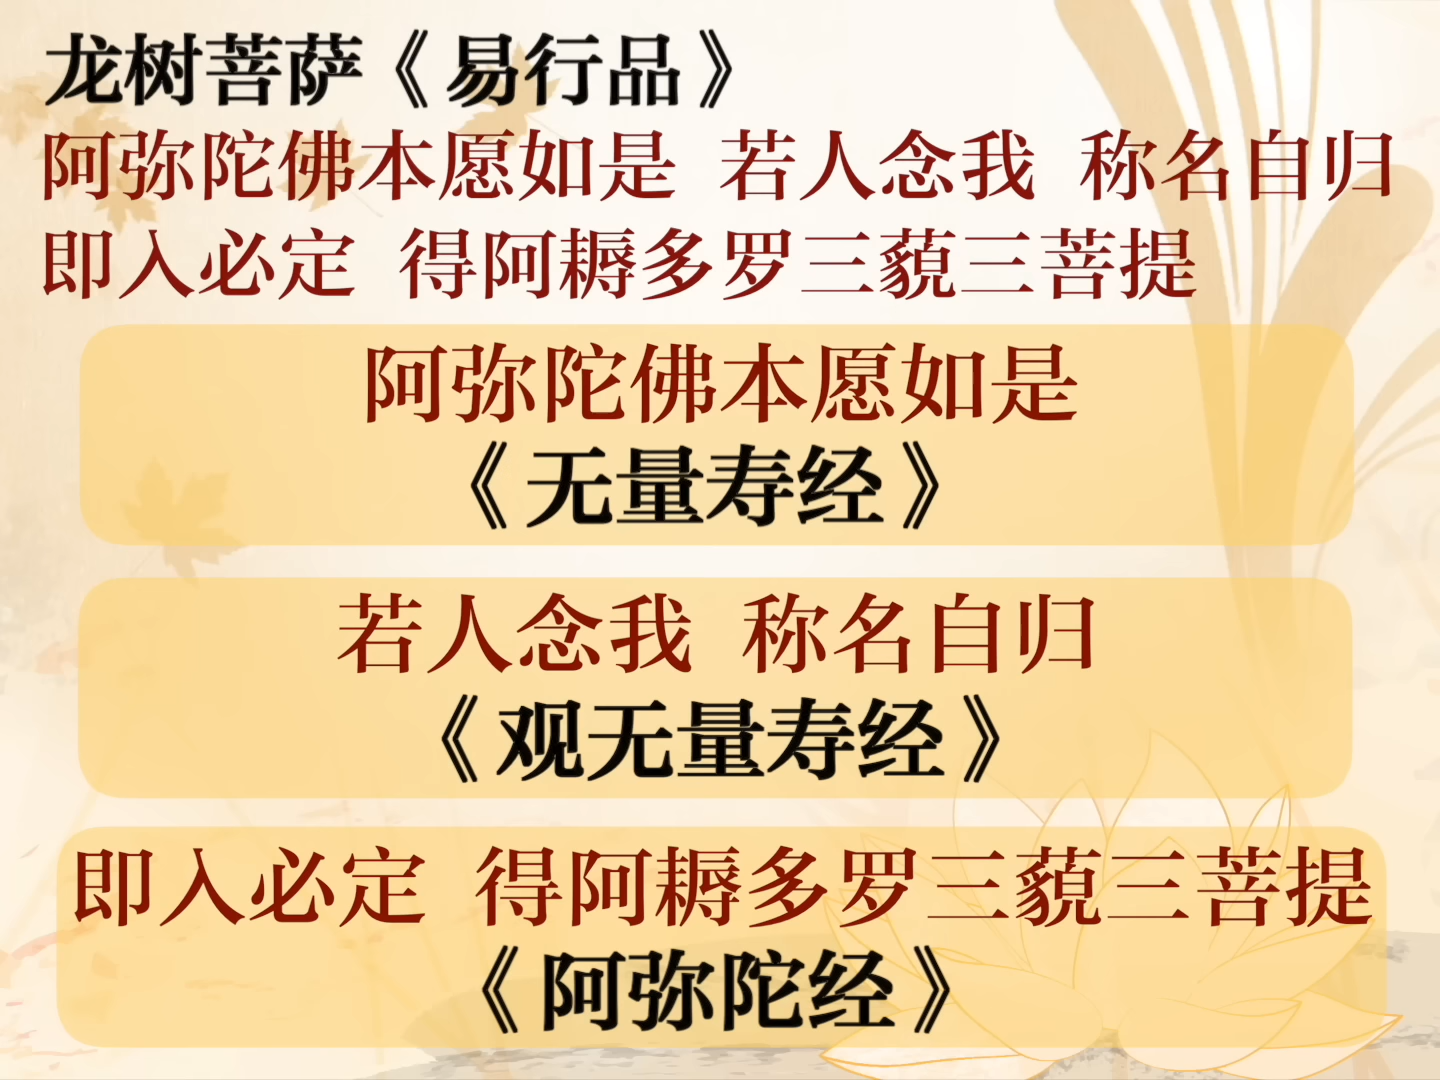 龙树菩萨《易行品》
阿弥陀佛本愿如是 若人念我 称名自归
即入必定 得阿耨多罗三藐三菩提
阿弥陀佛本愿如是
《无量寿经》
若人念我 称名自归
《观无量寿经》
即入必定 得阿耨多罗三藐三菩提
《阿弥陀经》